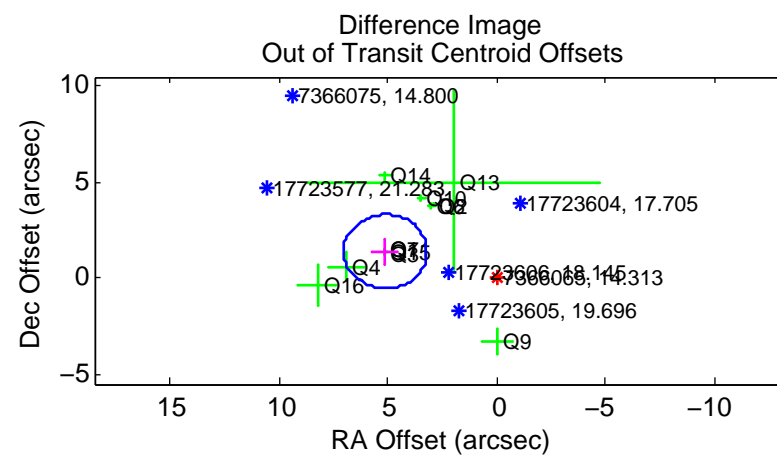 Difference Image
Out of Transit Centroid Offsets
Dec Offset (arcsec)
10
5
0
−5
7366075, 14.800
Q14
Q13
17723577, 21.283
Q10
17723604, 17.705
Q4
17723606, 18.145
7366065, 14.313
Q16
17723605, 19.696
Q9
15
10
5
0
−5
−10
RA Offset (arcsec)